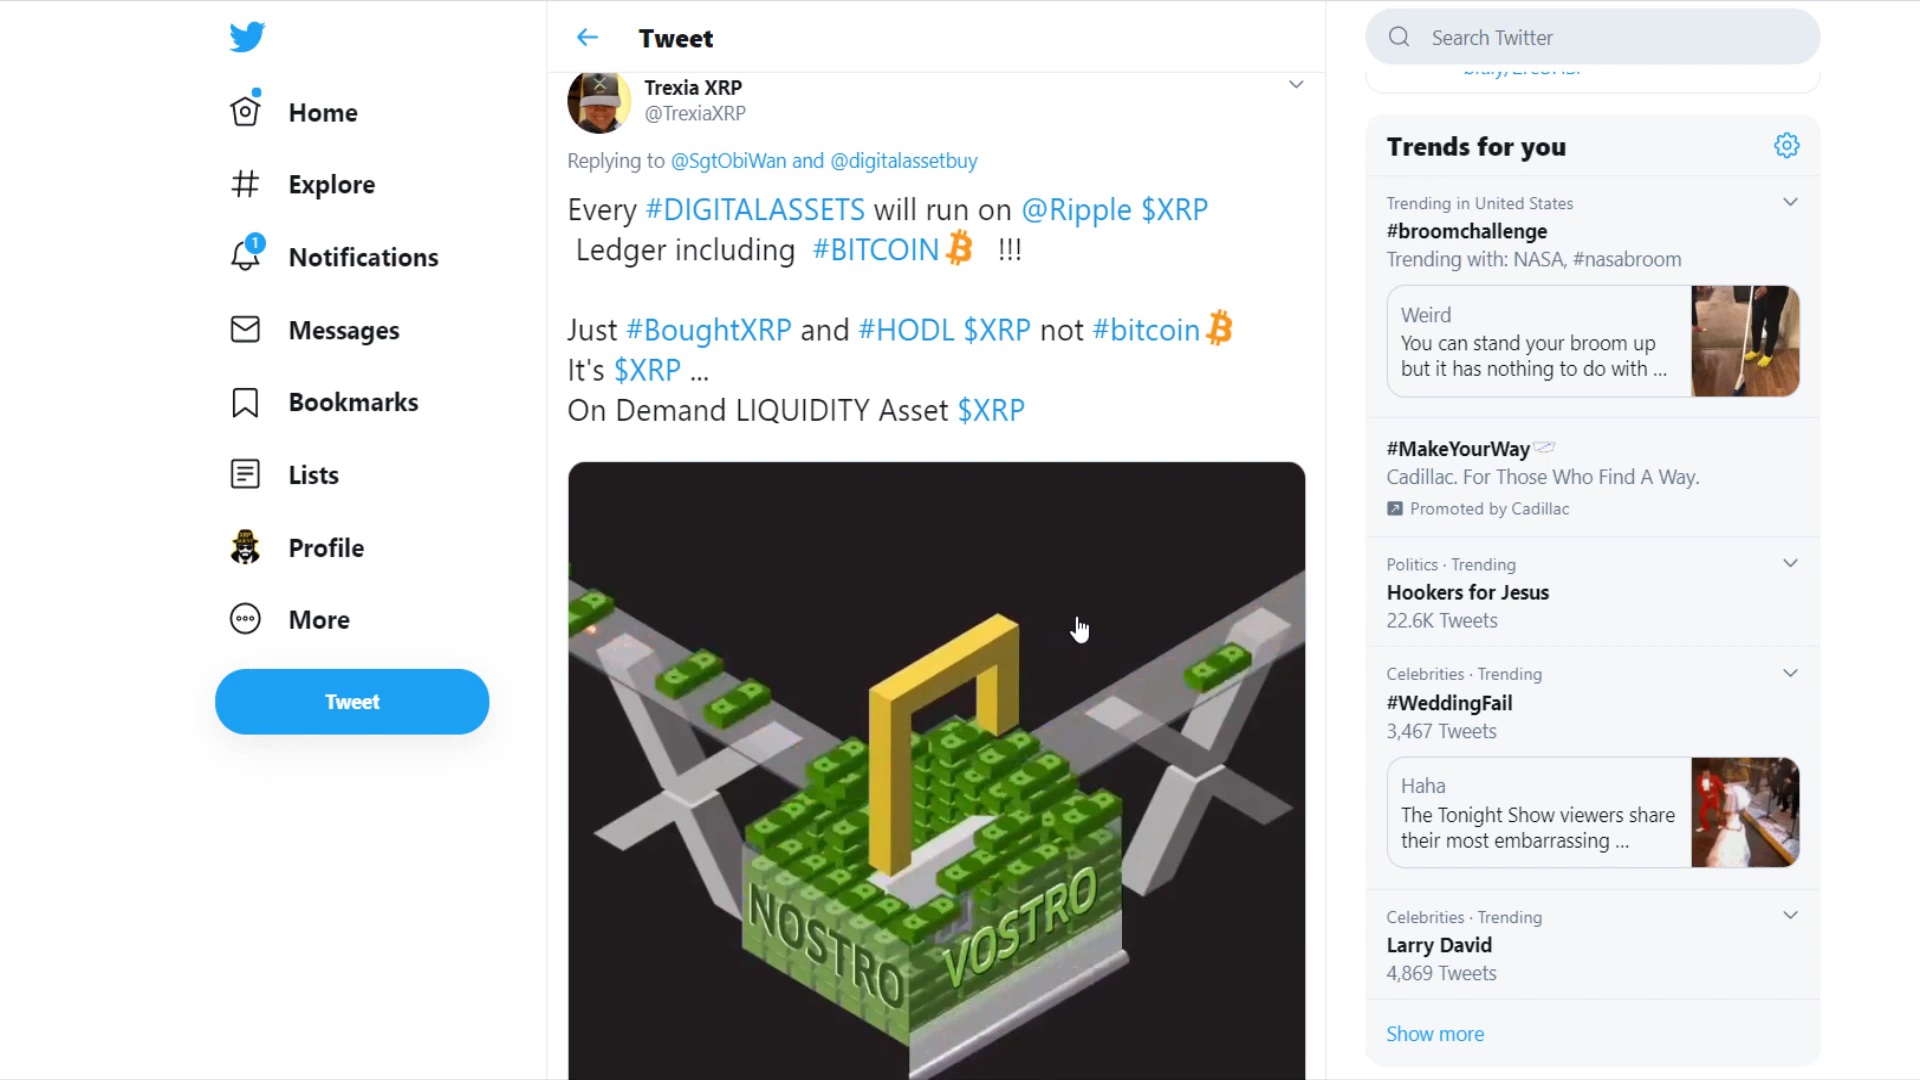 Home
Explore
1
Notifications
Messages
Bookmarks
Lists
Profile
More
Tweet
Tweet
Trexia XRP
@TrexiaXRP
Replying to @SgtObiWan and @digitalassetbuy
Every #DIGITALASSETS will run on @Ripple $XRP
Ledger including #BITCOIN !!!
Just #BoughtXRP and #HODL $XRP not #bitcoin
It's $XRP ...
On Demand LIQUIDITY Asset $XRP
NOSTRO
VOSTRO
Search Twitter
Trends for you
Trending in United States
#broomchallenge
Trending with: NASA, #nasabroom
Weird
You can stand your broom up
but it has nothing to do with ...
#MakeYourWay
Cadillac. For Those Who Find A Way.
Promoted by Cadillac
Politics · Trending
Hookers for Jesus
22.6K Tweets
Celebrities · Trending
#WeddingFail
3,467 Tweets
Haha
The Tonight Show viewers share
their most embarrassing ...
Celebrities · Trending
Larry David
4,869 Tweets
Show more